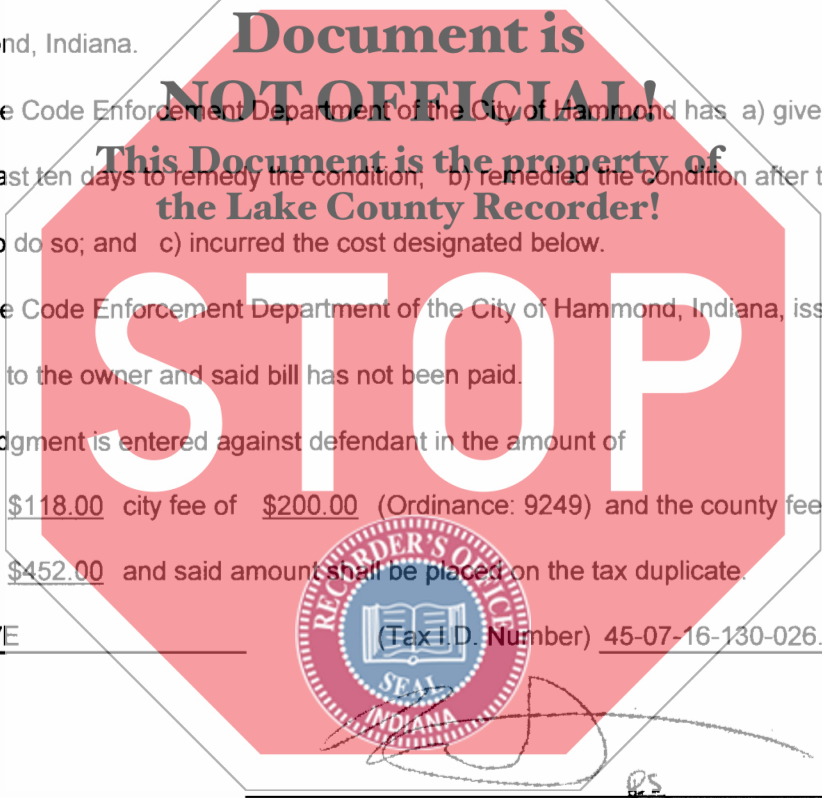 nd, Indiana.
Document is
NOT OFFICIAL!
e Code Enforcement Department of the City of Hammond has a) give
This Document is the property of
ast ten days to remedy the condition; b) remedied the condition after t
the Lake County Recorder!
o do so; and c) incurred the cost designated below.
e Code Enforcement Department of the City of Hammond, Indiana, iss
STOP
to the owner and said bill has not been paid.
dgment is entered against defendant in the amount of
$118.00 city fee of $200.00 (Ordinance: 9249) and the county fee
$452.00 and said amount shall be placed on the tax duplicate.
E (Tax I.D. Number) 45-07-16-130-026.
RECORDER'S OFFICE
SEAL
INDIANA